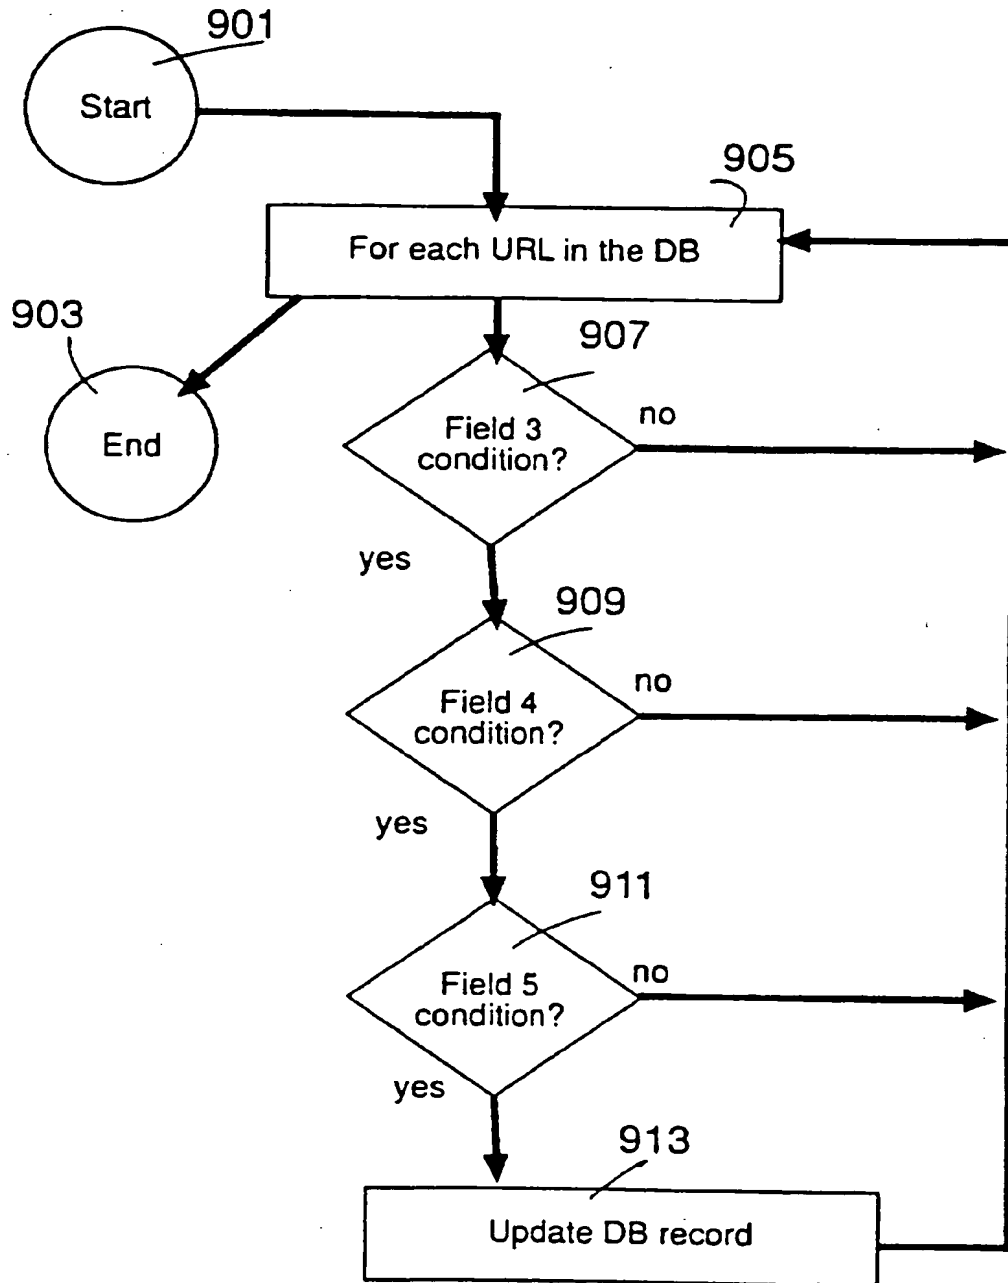 901
Start
905
For each URL in the DB
903
End
907
Field 3
condition?
no
yes
909
Field 4
condition?
no
yes
911
Field 5
condition?
no
yes
913
Update DB record